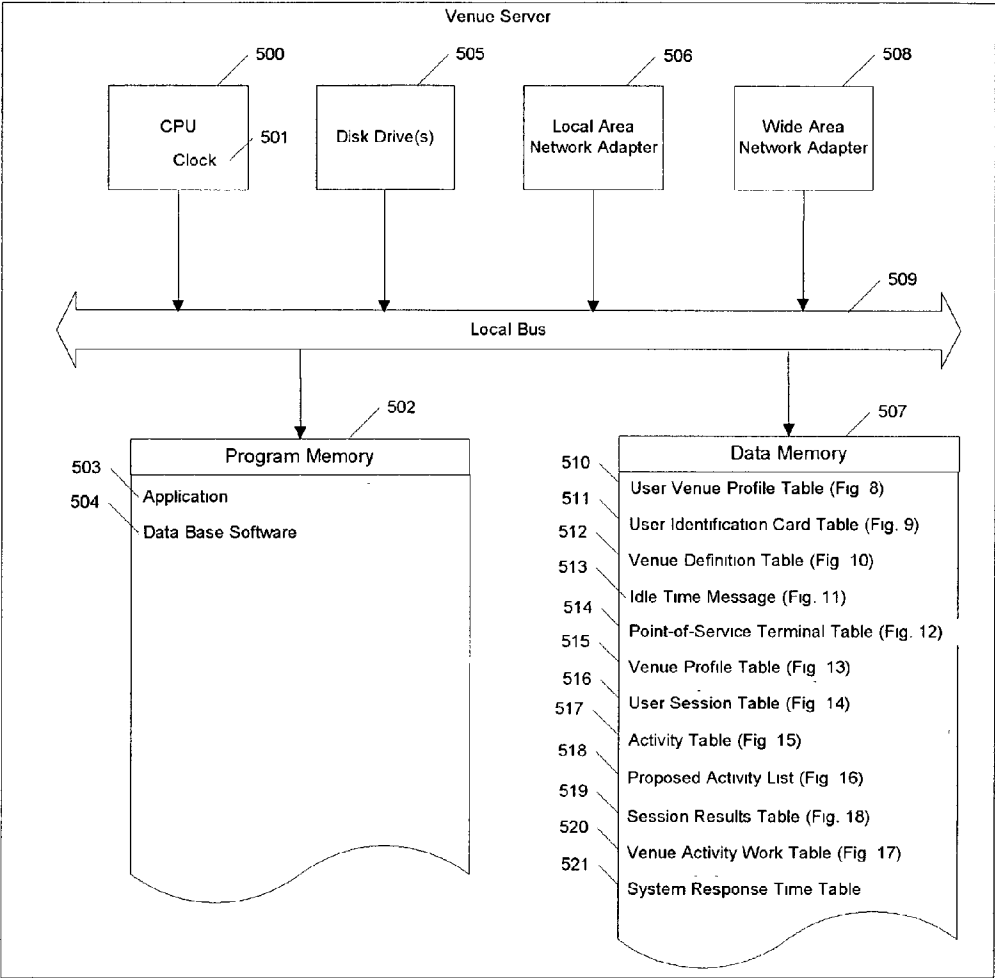 Venue Server
500
505
506
508
CPU
501
Clock
Disk Drive(s)
Local Area
Network Adapter
Wide Area
Network Adapter
509
Local Bus
502
507
Program Memory
503
Application
504
Data Base Software
Data Memory
510
User Venue Profile Table (Fig 8)
511
User Identification Card Table (Fig. 9)
512
Venue Definition Table (Fig 10)
513
Idle Time Message (Fig. 11)
514
Point-of-Service Terminal Table (Fig. 12)
515
Venue Profile Table (Fig 13)
516
User Session Table (Fig 14)
517
Activity Table (Fig 15)
518
Proposed Activity List (Fig 16)
519
Session Results Table (Fig. 18)
520
Venue Activity Work Table (Fig 17)
521
System Response Time Table